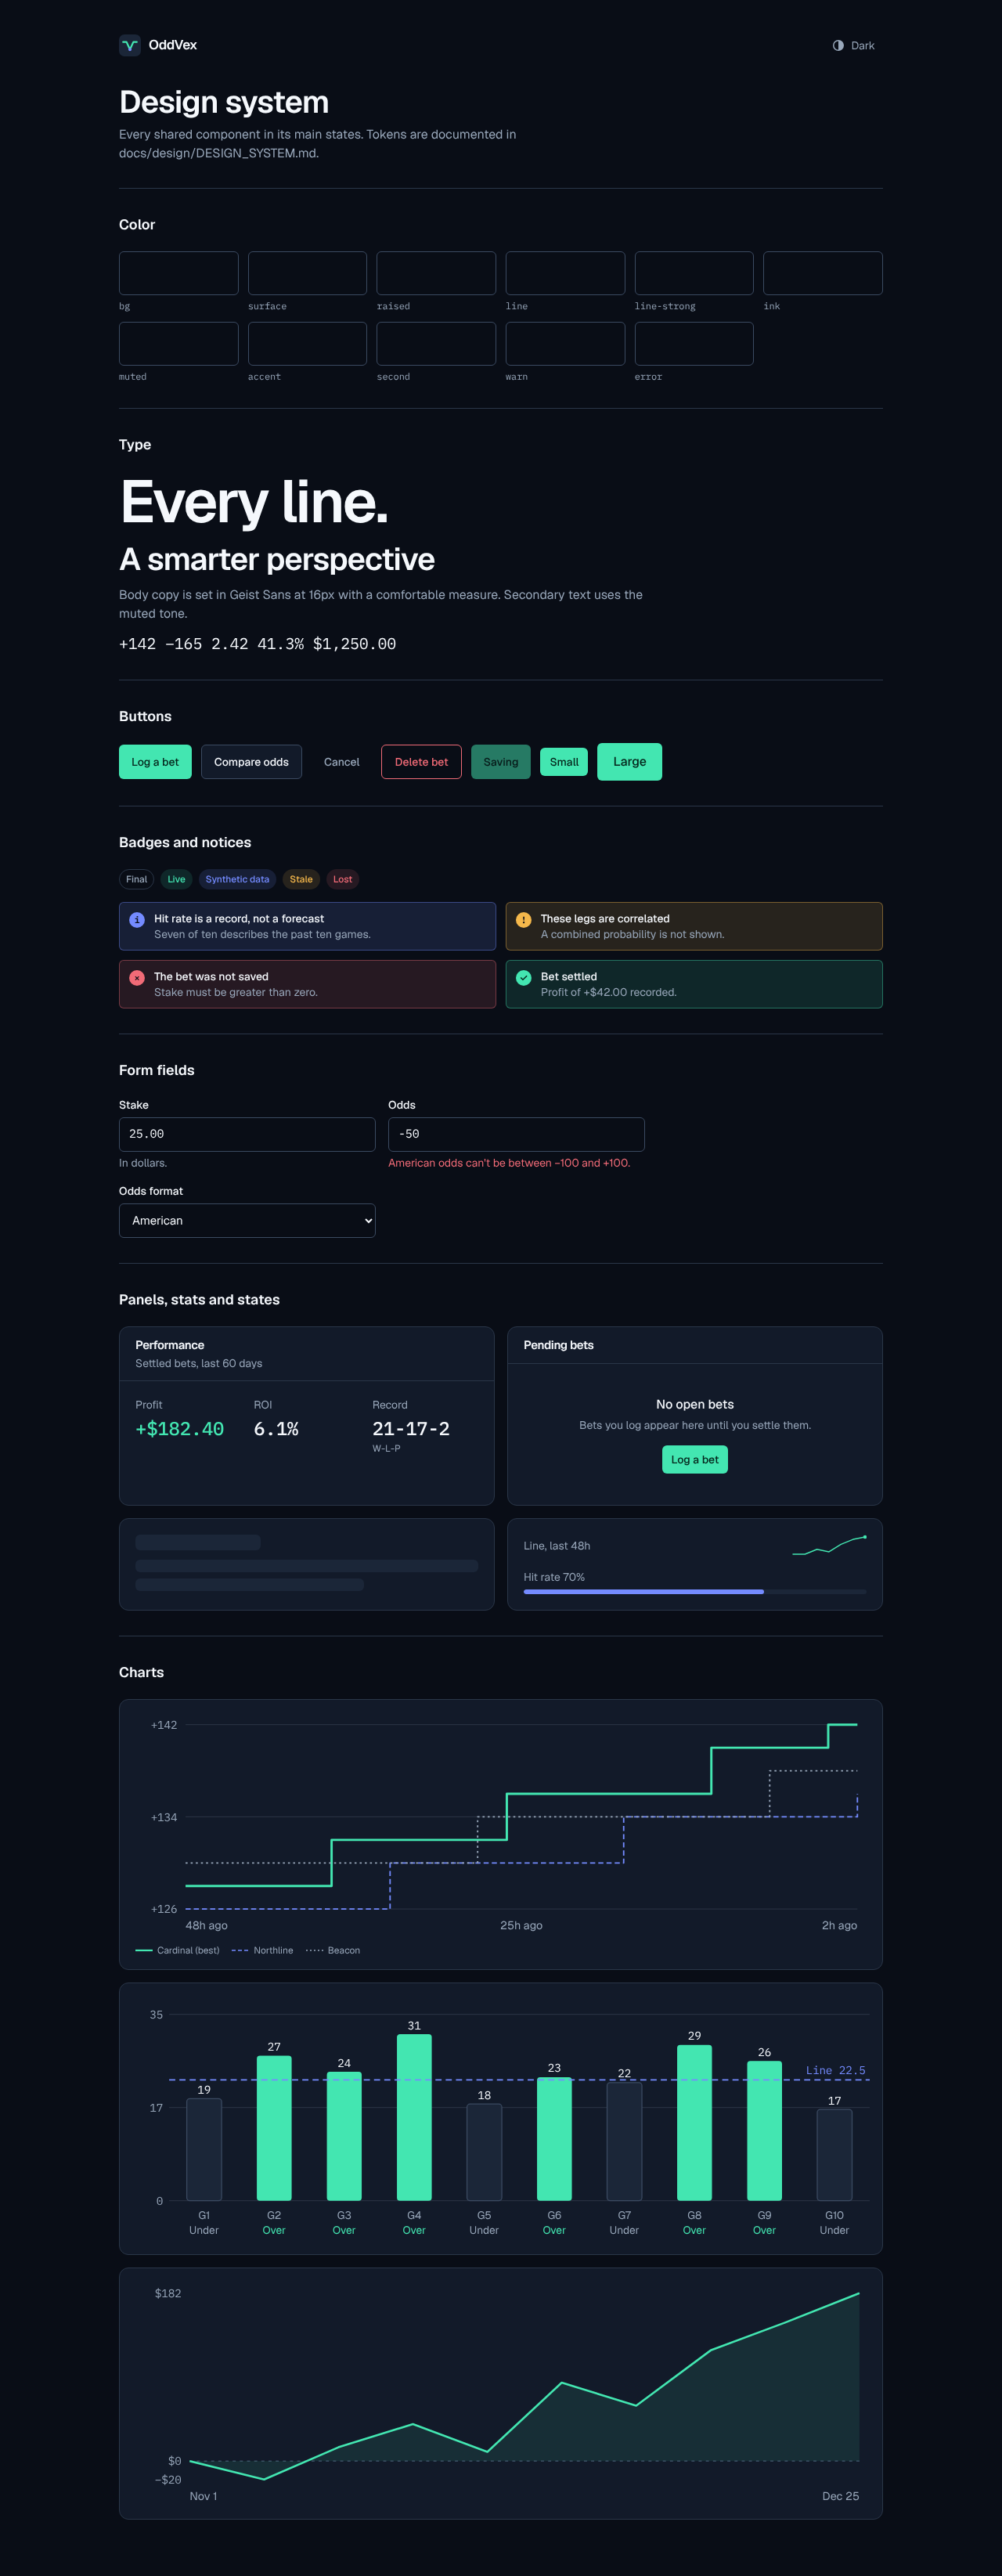 OddVex
Dark
Design system
Every shared component in its main states. Tokens are documented in
docs/design/DESIGN_SYSTEM.md.
Color
bg surface raised line line-strong ink
muted accent second warn error
Type
Every line.
A smarter perspective
Body copy is set in Geist Sans at 16px with a comfortable measure. Secondary text uses the
muted tone.
+142 −165 2.42 41.3% $1,250.00
Buttons
Log a bet Compare odds Cancel Delete bet Saving Small Large
Badges and notices
Final Live Synthetic data Stale Lost
Hit rate is a record, not a forecast
Seven of ten describes the past ten games.
These legs are correlated
A combined probability is not shown.
The bet was not saved
Stake must be greater than zero.
Bet settled
Profit of +$42.00 recorded.
Form fields
Stake
25.00
In dollars.
Odds
-50
American odds can't be between −100 and +100.
Odds format
American
Panels, stats and states
Performance
Settled bets, last 60 days
Profit ROI Record
+$182.40 6.1% 21-17-2
W-L-P
Pending bets
No open bets
Bets you log appear here until you settle them.
Log a bet
Line, last 48h
Hit rate 70%
Charts
+142
+134
+126
48h ago 25h ago 2h ago
Cardinal (best) Northline Beacon
35
17
0
19 27 24 31 18 23 22 29 26 17
Line 22.5
G1 G2 G3 G4 G5 G6 G7 G8 G9 G10
Under Over Over Over Under Over Under Over Over Under
$182
$0
−$20
Nov 1 Dec 25